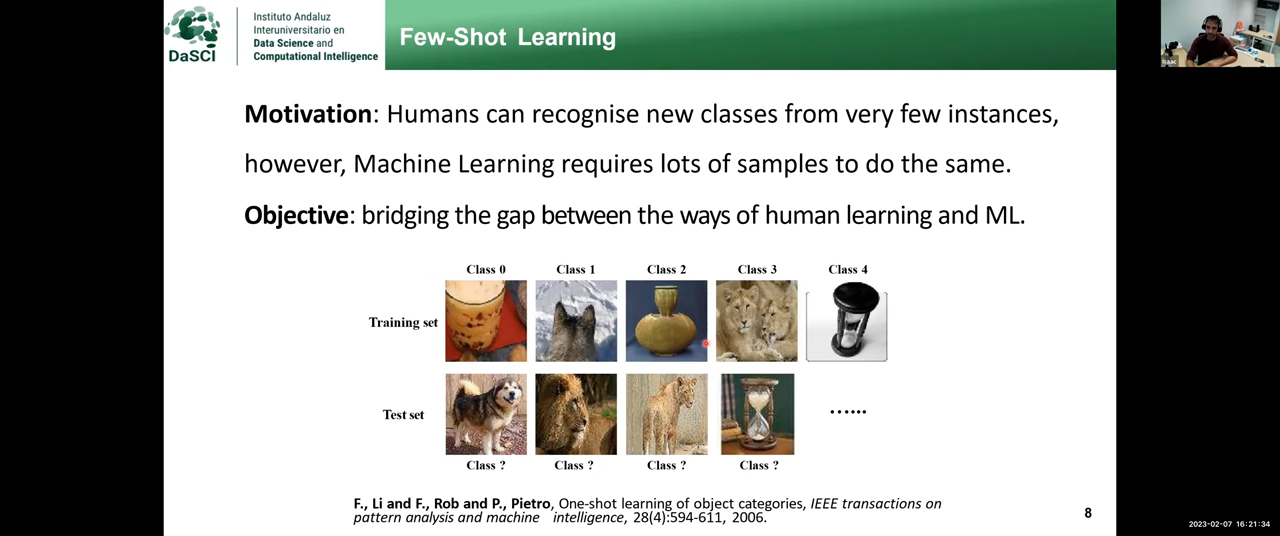 DaSCI
Instituto Andaluz
Interuniversitario en
Data Science and
Computational Intelligence
Few-Shot Learning
Isaac
Motivation: Humans can recognise new classes from very few instances,
however, Machine Learning requires lots of samples to do the same.
Objective: bridging the gap between the ways of human learning and ML.
Class 0 Class 1 Class 2 Class 3 Class 4
Training set
Test set
......
Class ? Class ? Class ? Class ?
F., Li and F., Rob and P., Pietro, One-shot learning of object categories, IEEE transactions on
pattern analysis and machine intelligence, 28(4):594-611, 2006.
8
2023-02-07 16:21:34